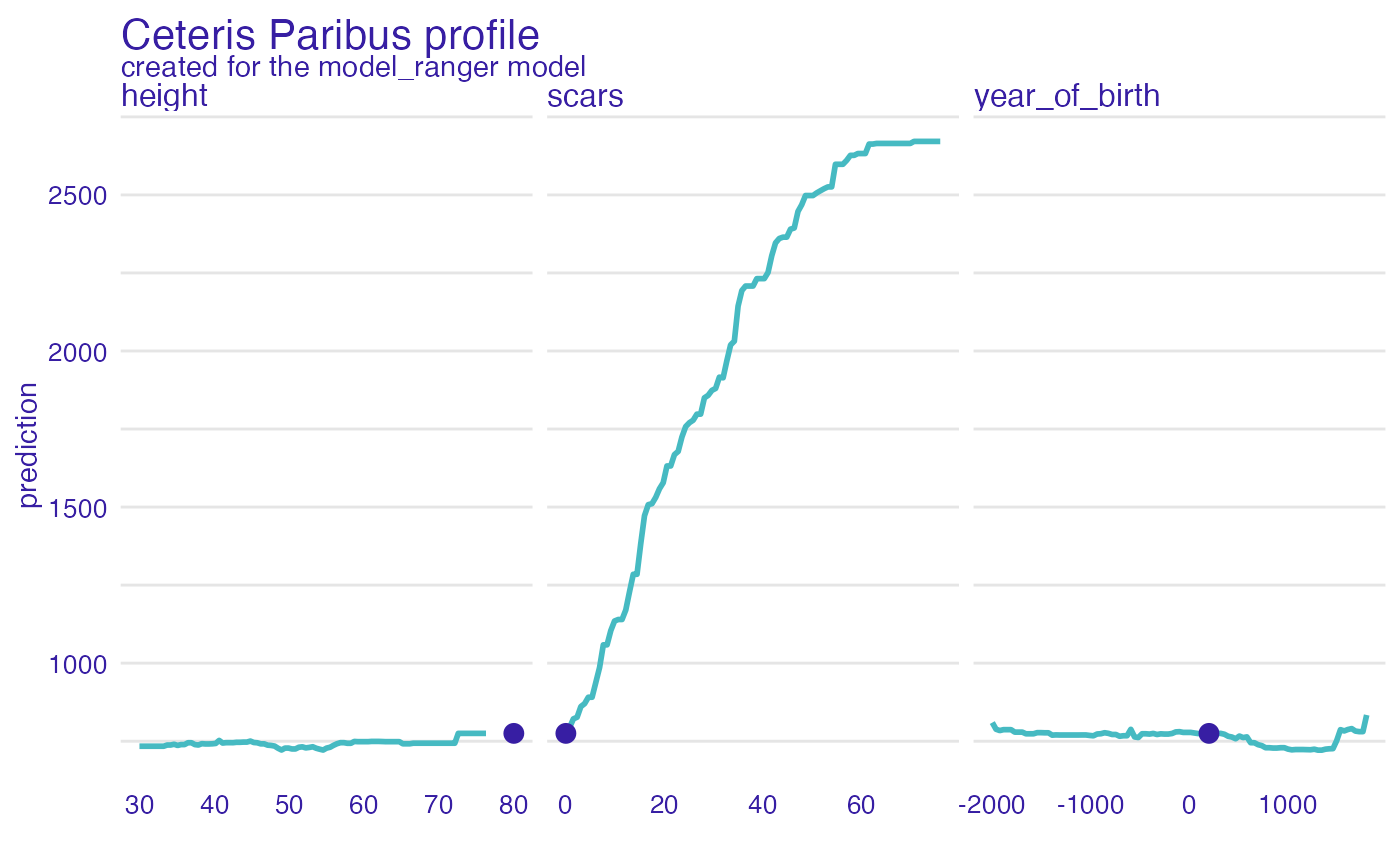 Ceteris Paribus profile
created for the model_ranger model
height scars year_of_birth
2500
2000
1500
1000
prediction
30 40 50 60 70 80 0 20 40 60 -2000 -1000 0 1000